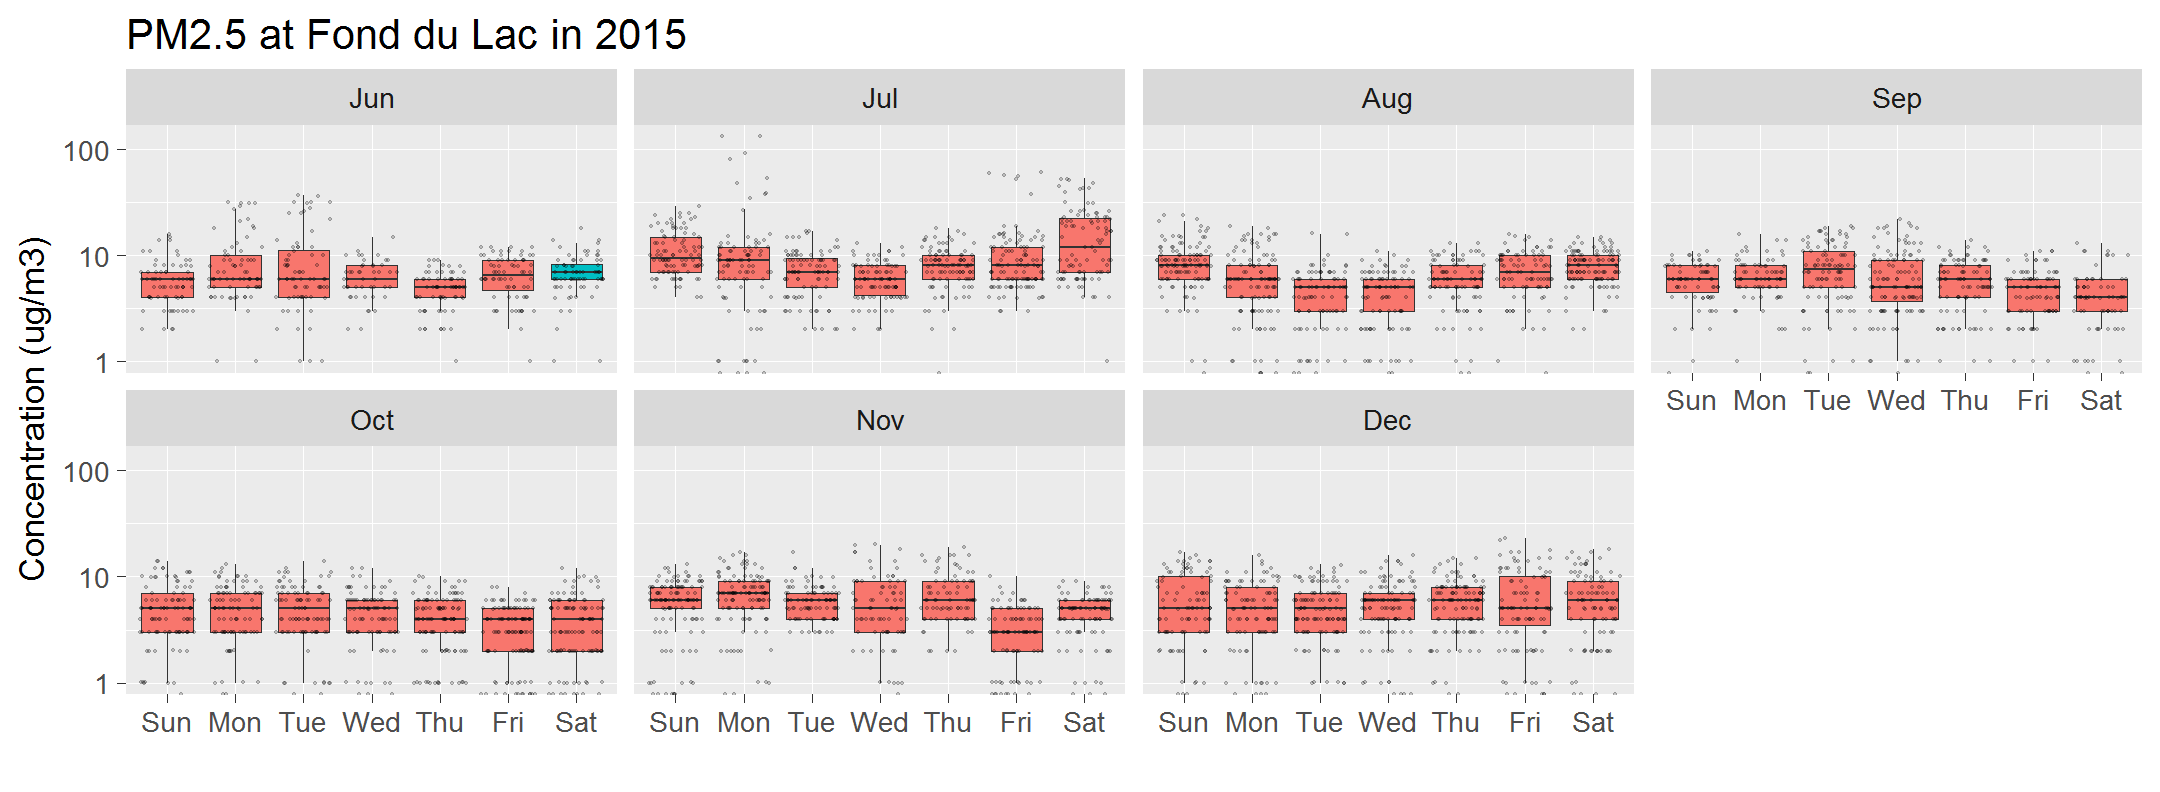 PM2.5 at Fond du Lac in 2015
Jun Jul Aug Sep
100
10
1
Sun Mon Tue Wed Thu Fri Sat
Concentration (ug/m3)
Oct Nov Dec
100
10
1
Sun Mon Tue Wed Thu Fri Sat Sun Mon Tue Wed Thu Fri Sat Sun Mon Tue Wed Thu Fri Sat